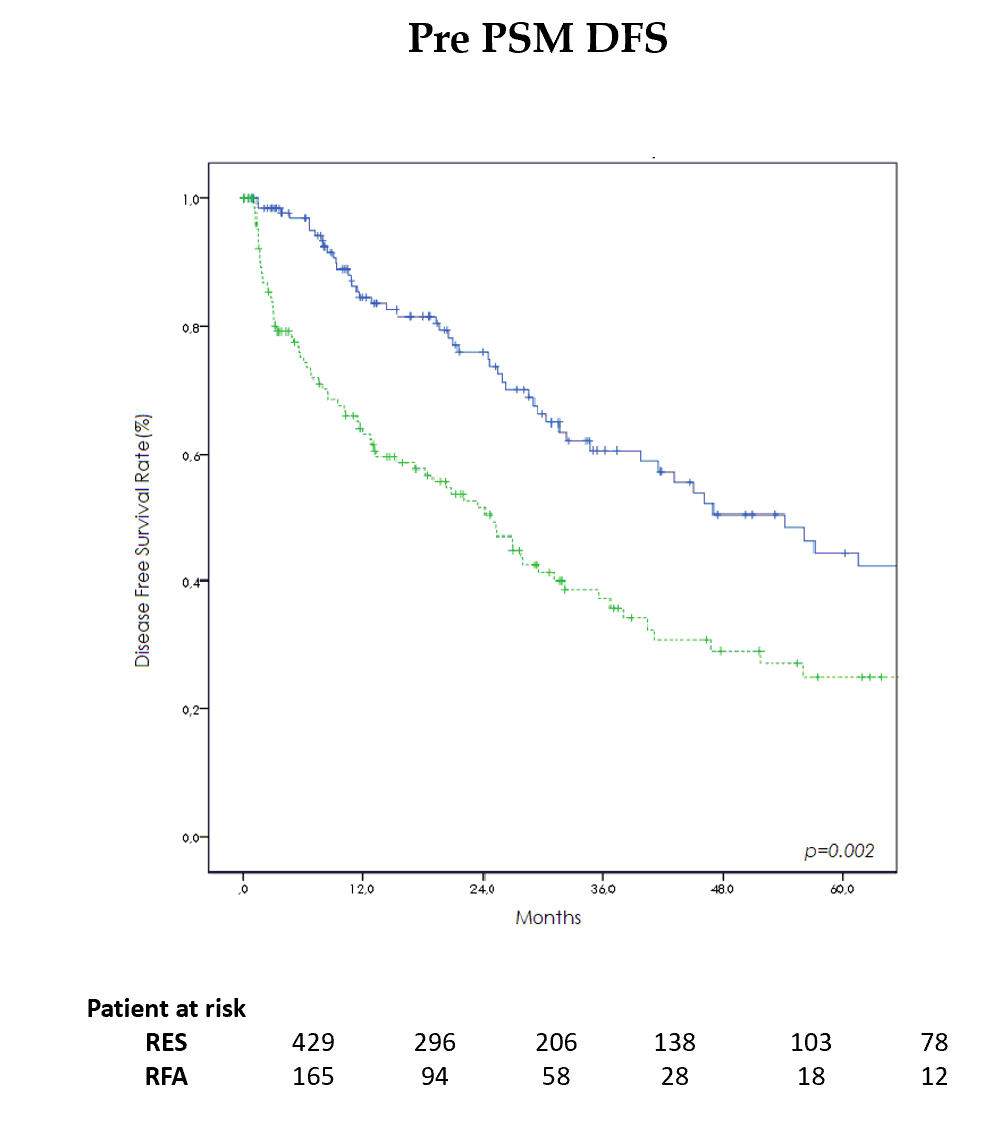 Pre PSM DFS
1,0
0,8
0,6
0,4
0,2
0,0
Disease Free Survival Rate (%)
p=0.002
,0 12,0 24,0 36,0 48,0 60,0
Months
Patient at risk
RES 429 296 206 138 103 78
RFA 165 94 58 28 18 12